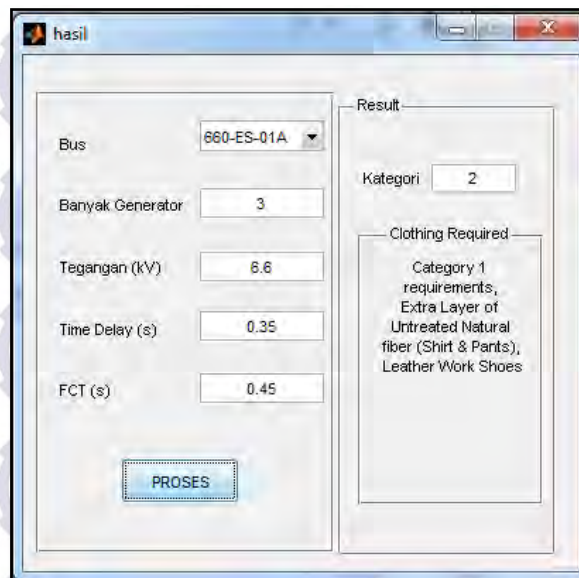 hasil
Bus
660-ES-01A
Banyak Generator
3
Tegangan (kV)
6.6
Time Delay (s)
0.35
FCT (s)
0.45
PROSES
Result
Kategori
2
Clothing Required
Category 1
requirements,
Extra Layer of
Untreated Natural
fiber (Shirt & Pants),
Leather Work Shoes